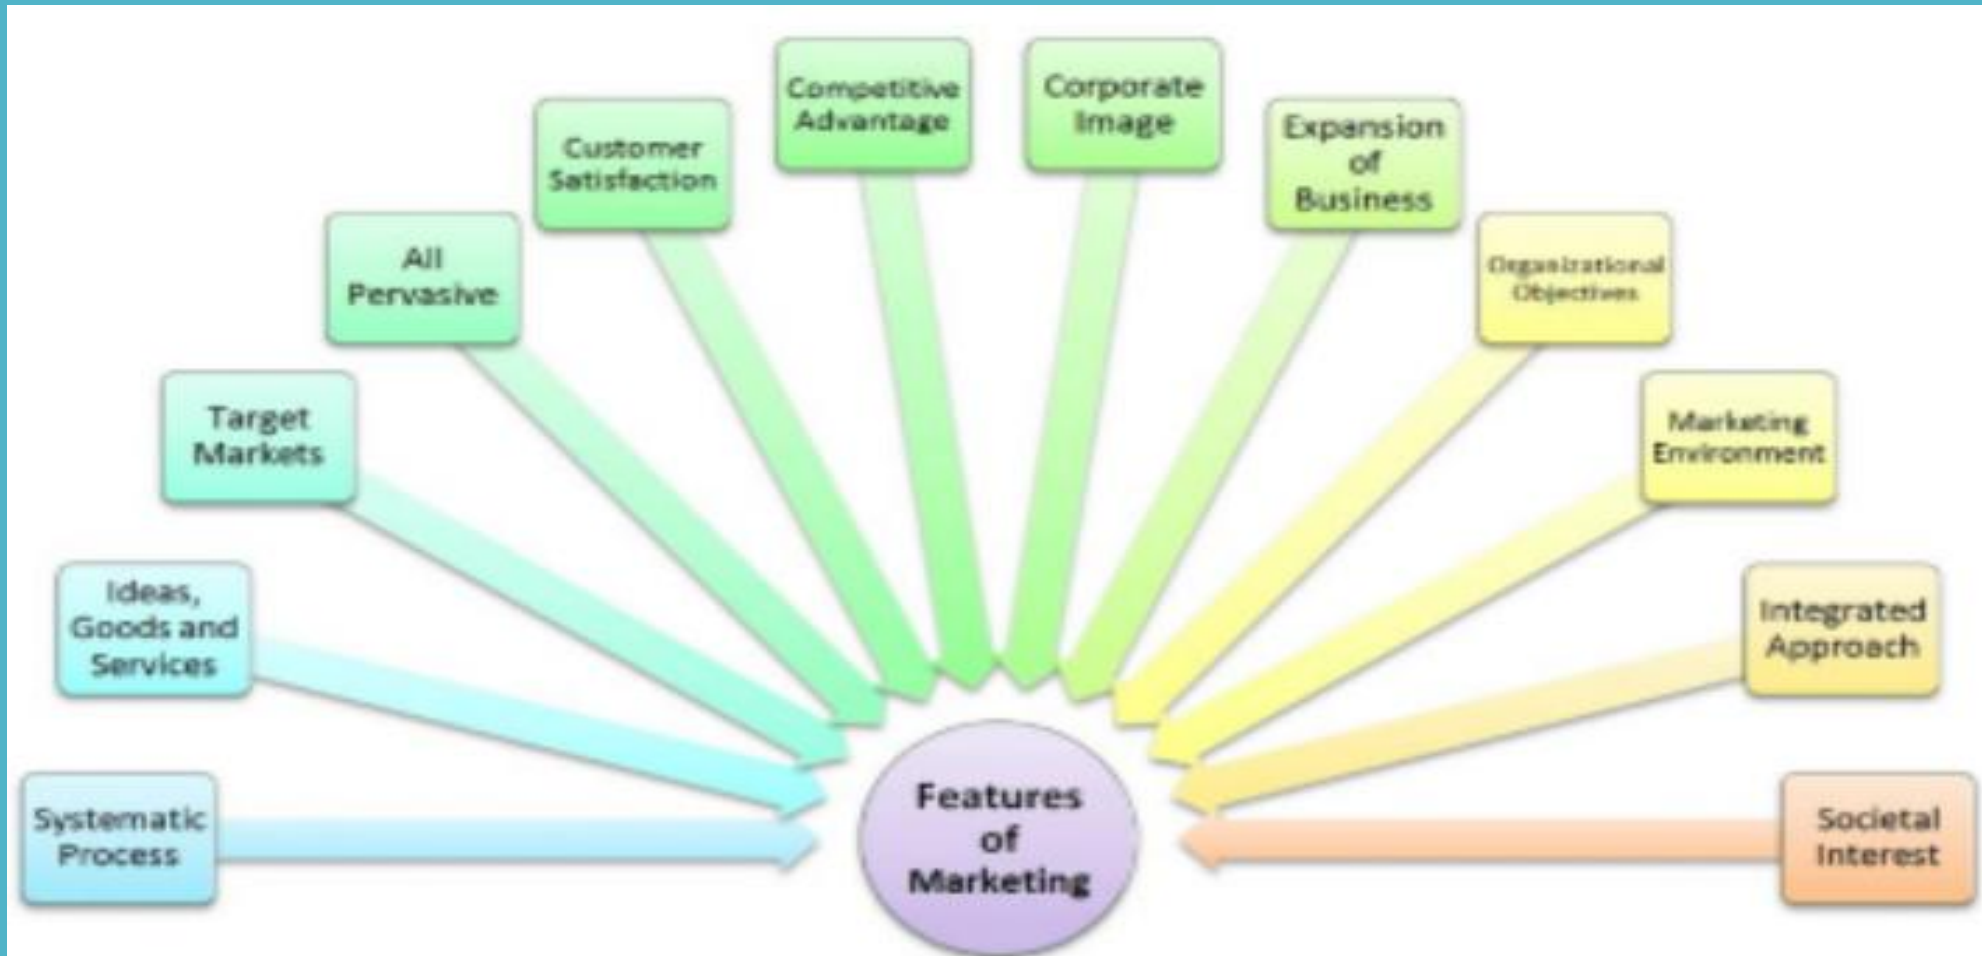 Systematic
Process
Ideas,
Goods and
Services
Target
Markets
All
Pervasive
Customer
Satisfaction
Competitive
Advantage
Corporate
Image
Expansion
of
Business
Organizational
Objectives
Marketing
Environment
Integrated
Approach
Societal
Interest
Features
of
Marketing